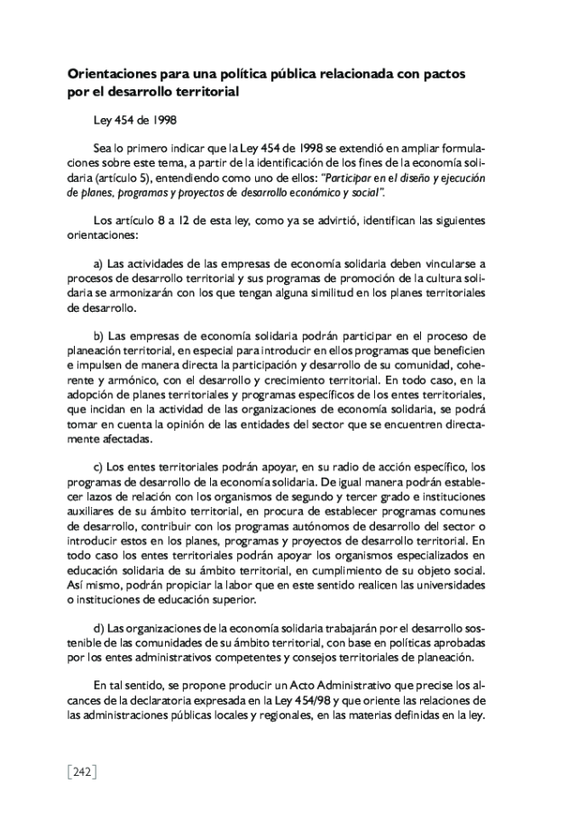 Orientaciones para una política pública relacionada con pactos
por el desarrollo territorial
Ley 454 de 1998
Sea lo primero indicar que la Ley 454 de 1998 se extendió en ampliar formula-
ciones sobre este tema, a partir de la identificación de los fines de la economía soli-
daria (artículo 5), entendiendo como uno de ellos: "Participar en el diseño y ejecución
de planes, programas y proyectos de desarrollo económico y social".
Los artículo 8 a 12 de esta ley, como ya se advirtió, identifican las siguientes
orientaciones:
a) Las actividades de las empresas de economía solidaria deben vincularse a
procesos de desarrollo territorial y sus programas de promoción de la cultura soli-
daria se armonizarán con los que tengan alguna similitud en los planes territoriales
de desarrollo.
b) Las empresas de economía solidaria podrán participar en el proceso de
planeación territorial, en especial para introducir en ellos programas que beneficien
e impulsen de manera directa la participación y desarrollo de su comunidad, cohe-
rente y armónico, con el desarrollo y crecimiento territorial. En todo caso, en la
adopción de planes territoriales y programas específicos de los entes territoriales,
que incidan en la actividad de las organizaciones de economía solidaria, se podrá
tomar en cuenta la opinión de las entidades del sector que se encuentren directa-
mente afectadas.
c) Los entes territoriales podrán apoyar, en su radio de acción específico, los
programas de desarrollo de la economía solidaria. De igual manera podrán estable-
cer lazos de relación con los organismos de segundo y tercer grado e instituciones
auxiliares de su ámbito territorial, en procura de establecer programas comunes
de desarrollo, contribuir con los programas autónomos de desarrollo del sector o
introducir estos en los planes, programas y proyectos de desarrollo territorial. En
todo caso los entes territoriales podrán apoyar los organismos especializados en
educación solidaria de su ámbito territorial, en cumplimiento de su objeto social.
Así mismo, podrán propiciar la labor que en este sentido realicen las universidades
o instituciones de educación superior.
d) Las organizaciones de la economía solidaria trabajarán por el desarrollo sos-
tenible de las comunidades de su ámbito territorial, con base en políticas aprobadas
por los entes administrativos competentes y consejos territoriales de planeación.
En tal sentido, se propone producir un Acto Administrativo que precise los al-
cances de la declaratoria expresada en la Ley 454/98 y que oriente las relaciones de
las administraciones públicas locales y regionales, en las materias definidas en la ley.
[242]